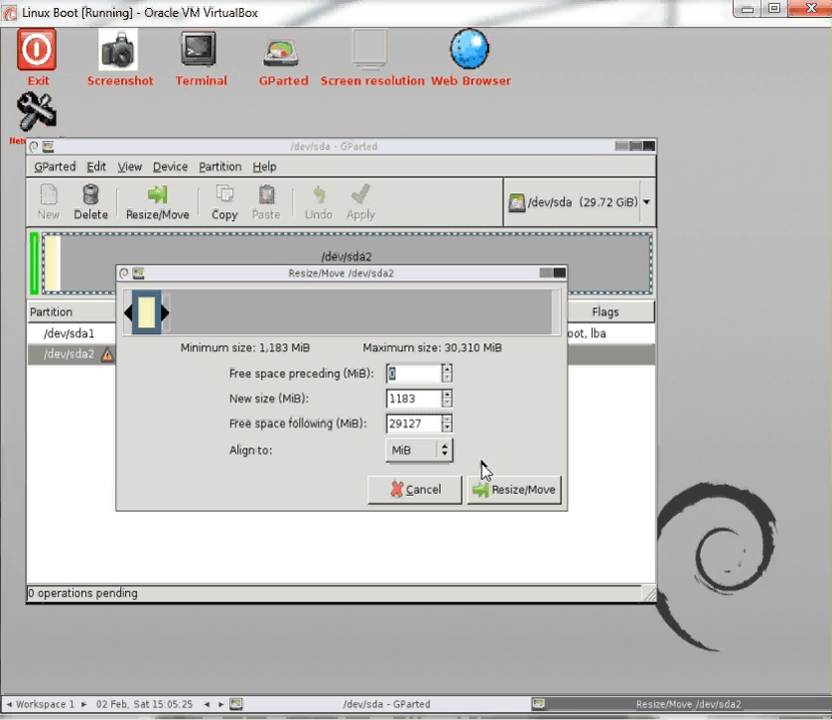 Linux Boot [Running] - Oracle VM VirtualBox
Exit
Screenshot
Terminal
GParted
Screen resolution
Web Browser
/dev/sda - GParted
GParted Edit View Device Partition Help
New
Delete
Resize/Move
Copy
Paste
Undo
Apply
/dev/sda (29.72 GiB)
/dev/sda2
Resize/Move /dev/sda2
Partition
Flags
/dev/sda1
oot, lba
/dev/sda2
Minimum size: 1,183 MiB
Maximum size: 30,310 MiB
Free space preceding (MiB): 0
New size (MiB): 1183
Free space following (MiB): 29127
Align to: MiB
Cancel
Resize/Move
0 operations pending
Workspace 1
02 Feb, Sat 15:05:25
/dev/sda - GParted
Resize/Move /dev/sda2